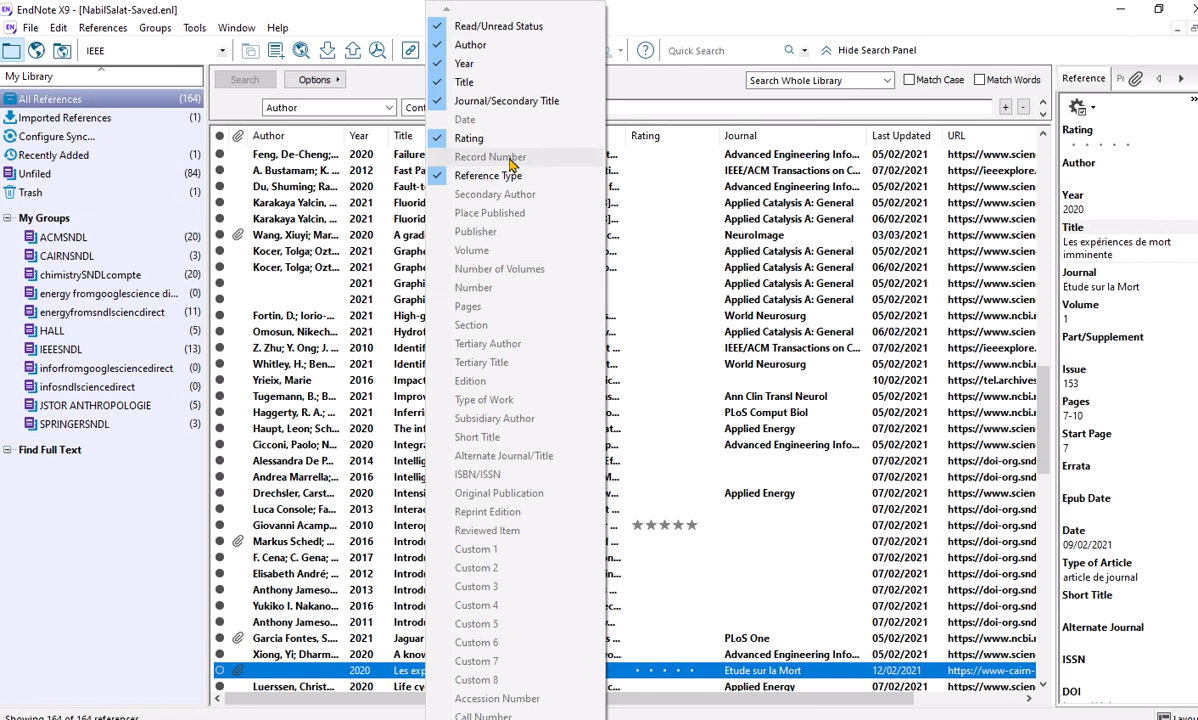 EndNote X9 - [NabilSalat-Saved.enl]
File Edit References Groups Tools Window Help
IEEE
Quick Search
Hide Search Panel
My Library
All References (164)
Imported References (1)
Configure Sync...
Recently Added (1)
Unfiled (84)
Trash (1)
My Groups
ACMSNDL (20)
CAIRNSNDL (3)
chimistrySNDLcompte (20)
energy fromgooglescience di... (0)
energyfromsndlsciencdirect (11)
HALL (5)
IEEESNDL (13)
inforfromgooglesciencedirect (0)
infosndlsciencedirect (0)
JSTOR ANTHROPOLOGIE (5)
SPRINGERSNDL (3)
Find Full Text
Search Options
Search Whole Library
Match Case Match Words
Author Cont
+ -
Author Year Title Rating Journal Last Updated URL
Feng, De-Cheng;... 2020 Failure t... Advanced Engineering Info... 05/02/2021 https://www.scien
A. Bustamam; K. ... 2012 Fast Pa ... IEEE/ACM Transactions on C... 07/02/2021 https://ieeexplore.
Du, Shuming; Ra... 2020 Fault-t ... Advanced Engineering Info... 05/02/2021 https://www.scien
Karakaya Yalcin, ... 2021 Fluorid ]... Applied Catalysis A: General 05/02/2021 https://www.scien
Karakaya Yalcin, ... 2021 Fluorid ]... Applied Catalysis A: General 06/02/2021 https://www.scien
Wang, Xiuyi; Mar... 2020 A grad i... NeuroImage 03/03/2021 https://www.scien
Kocer, Tolga; Ozt... 2021 Graphe ... Applied Catalysis A: General 05/02/2021 https://www.scien
Kocer, Tolga; Ozt... 2021 Graphe ... Applied Catalysis A: General 06/02/2021 https://www.scien
2021 Graphi Applied Catalysis A: General 05/02/2021 https://www.scien
2021 Graphi Applied Catalysis A: General 06/02/2021 https://www.scien
Fortin, D.; Iorio-... 2021 High-g ... World Neurosurg 05/02/2021 https://www.ncbi.r
Omosun, Nikech... 2021 Hydrof ... Applied Catalysis A: General 06/02/2021 https://www.scien
Z. Zhu; Y. Ong; J. ... 2010 Identif t ... IEEE/ACM Transactions on C... 07/02/2021 https://ieeexplore.
Whitley, H.; Ben... 2021 Identif t... World Neurosurg 07/02/2021 https://www.ncbi.r
Yrieix, Marie 2016 Impact ... 10/02/2021 https://tel.archives
Tugemann, B.; B... 2021 Improv ... Ann Clin Transl Neurol 07/02/2021 https://www.ncbi.r
Haggerty, R. A.; ... 2020 Inferri ... PLoS Comput Biol 07/02/2021 https://www.ncbi.r
Haupt, Leon; Sch... 2020 The inf ... Applied Energy 07/02/2021 https://www.scien
Cicconi, Paolo; N... 2020 Integra ... Advanced Engineering Info... 05/02/2021 https://www.scien
Alessandra De P... 2014 Intellig f... 07/02/2021 https://doi-org.snd
Andrea Marrella;... 2016 Intellig t... 07/02/2021 https://doi-org.snd
Drechsler, Carst... 2020 Intensi ... Applied Energy 07/02/2021 https://www.scien
Luca Console; Fa... 2013 Interac ... 07/02/2021 https://doi-org.snd
Giovanni Acamp... 2010 Interop ... ★★★★★ 07/02/2021 https://doi-org.snd
Markus Schedl; ... 2016 Introdu ... 07/02/2021 https://doi-org.snd
F. Cena; C. Gena; ... 2017 Introdu n... 07/02/2021 https://doi-org.snd
Elisabeth André; ... 2012 Introdu ... 07/02/2021 https://doi-org.snd
Anthony Jameso... 2013 Introdu 07/02/2021 https://doi-org.snd
Yukiko I. Nakano... 2016 Introdu ... 07/02/2021 https://doi-org.snd
Anthony Jameso... 2011 Introdu ... 07/02/2021 https://doi-org.snd
Garcia Fontes, S.... 2021 Jaguar ... PLoS One 05/02/2021 https://www.ncbi.r
Xiong, Yi; Dharm... 2020 A know o... Advanced Engineering Info... 05/02/2021 https://www.scien
2020 Les exp Etude sur la Mort 12/02/2021 https://www-cairn-
Luerssen, Christ... 2020 Life cyc Applied Energy 07/02/2021 https://www.scien
Read/Unread Status
Author
Year
Title
Journal/Secondary Title
Date
Rating
Record Number
Reference Type
Secondary Author
Place Published
Publisher
Volume
Number of Volumes
Number
Pages
Section
Tertiary Author
Tertiary Title
Edition
Type of Work
Subsidiary Author
Short Title
Alternate Journal/Title
ISBN/ISSN
Original Publication
Reprint Edition
Reviewed Item
Custom 1
Custom 2
Custom 3
Custom 4
Custom 5
Custom 6
Custom 7
Custom 8
Accession Number
Call Number
Reference
Rating
Author
Year
2020
Title
Les expériences de mort
imminente
Journal
Etude sur la Mort
Volume
1
Part/Supplement
Issue
153
Pages
7-10
Start Page
7
Errata
Epub Date
Date
09/02/2021
Type of Article
article de journal
Short Title
Alternate Journal
ISSN
DOI
Showing 164 of 164 references.
Layout